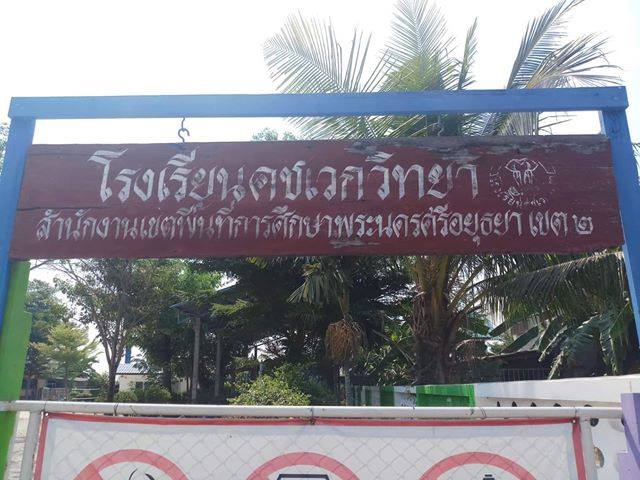 โรงเรียนคชเวกวิทยา
สำนักงานเขตพื้นที่การศึกษาพระนครศรีอยุธยา เขต ๒